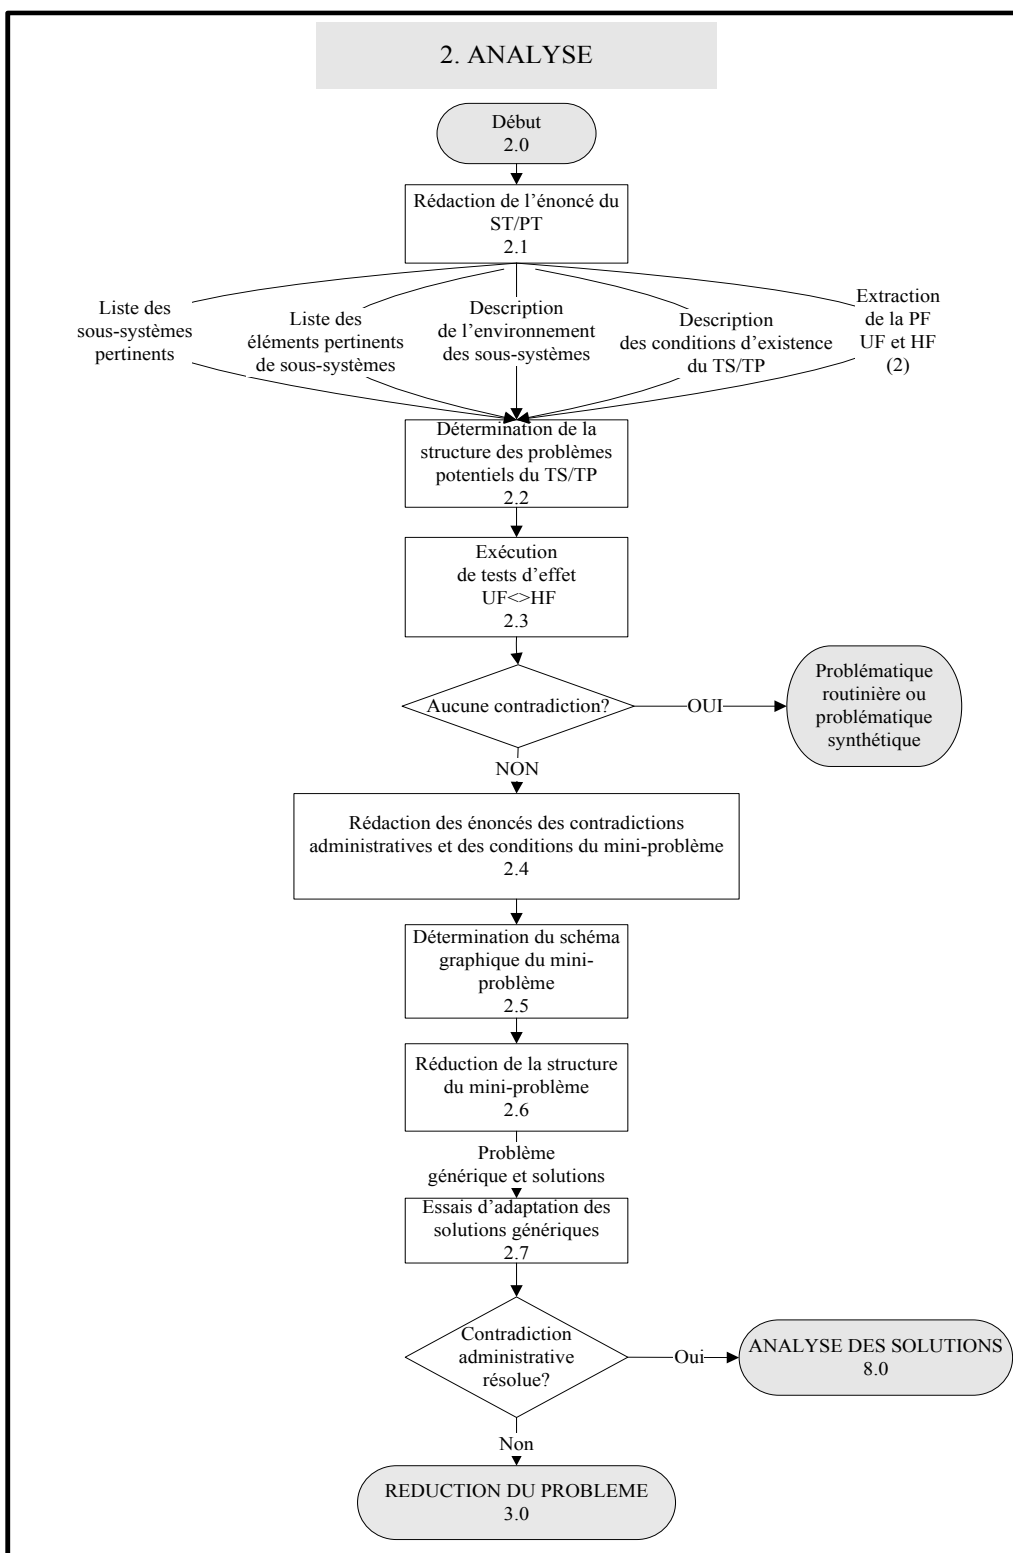 2. ANALYSE
Début
2.0
Rédaction de l’énoncé du
ST/PT
2.1
Liste des
sous-systèmes
pertinents
Liste des
éléments pertinents
de sous-systèmes
Description
de l’environnement
des sous-systèmes
Description
des conditions d’existence
du TS/TP
Extraction
de la PF
UF et HF
(2)
Détermination de la
structure des problèmes
potentiels du TS/TP
2.2
Exécution
de tests d’effet
UF<>HF
2.3
Aucune contradiction?
OUI
Problématique
routinière ou
problématique
synthétique
NON
Rédaction des énoncés des contradictions
administratives et des conditions du mini-problème
2.4
Détermination du schéma
graphique du mini-
problème
2.5
Réduction de la structure
du mini-problème
2.6
Problème
générique et solutions
Essais d’adaptation des
solutions génériques
2.7
Contradiction
administrative
résolue?
Oui
ANALYSE DES SOLUTIONS
8.0
Non
REDUCTION DU PROBLEME
3.0